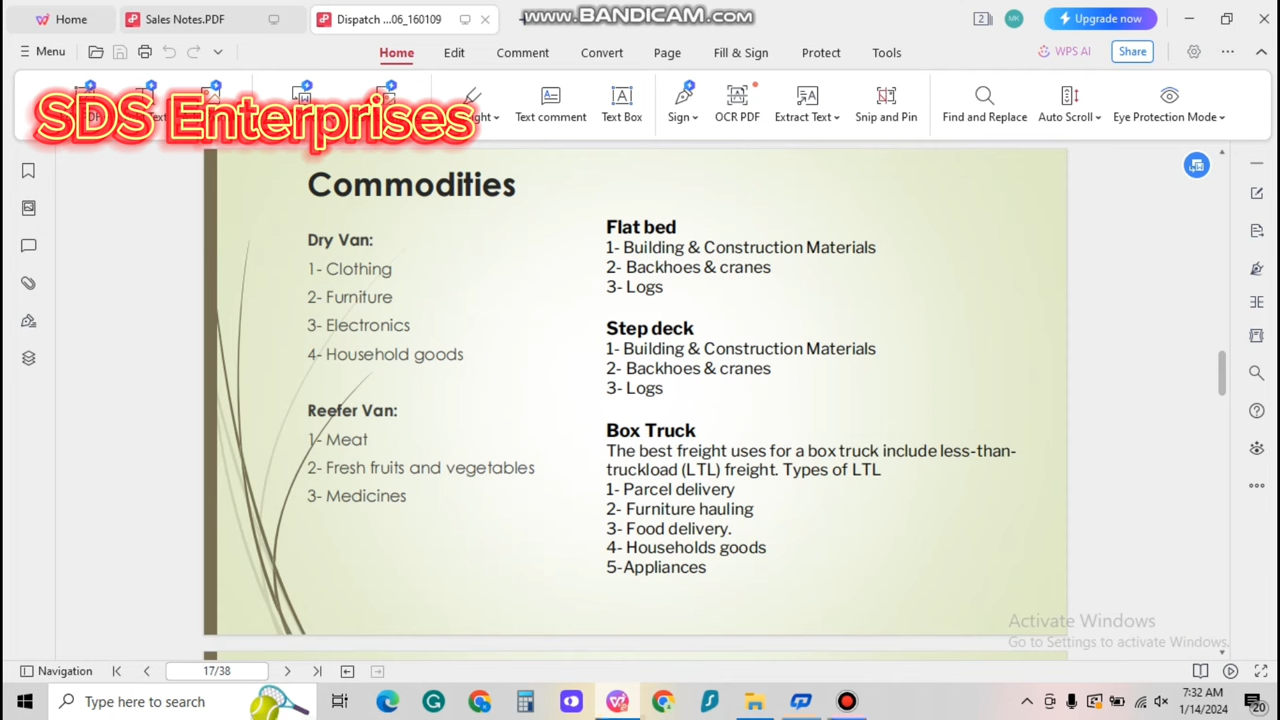 Home
Sales Notes.PDF
Dispatch ...06_160109
www.BANDICAM.com
2
MK
Upgrade now
Menu
Home
Edit
Comment
Convert
Page
Fill & Sign
Protect
Tools
WPS AI
Share
SDS Enterprises
Text comment
Text Box
Sign
OCR PDF
Extract Text
Snip and Pin
Find and Replace
Auto Scroll
Eye Protection Mode
Commodities
Dry Van:
1- Clothing
2- Furniture
3- Electronics
4- Household goods
Reefer Van:
1- Meat
2- Fresh fruits and vegetables
3- Medicines
Flat bed
1- Building & Construction Materials
2- Backhoes & cranes
3- Logs
Step deck
1- Building & Construction Materials
2- Backhoes & cranes
3- Logs
Box Truck
The best freight uses for a box truck include less-than-
truckload (LTL) freight. Types of LTL
1- Parcel delivery
2- Furniture hauling
3- Food delivery.
4- Households goods
5-Appliances
Activate Windows
Go to Settings to activate Windows.
Navigation
17/38
Type here to search
7:32 AM
1/14/2024
20